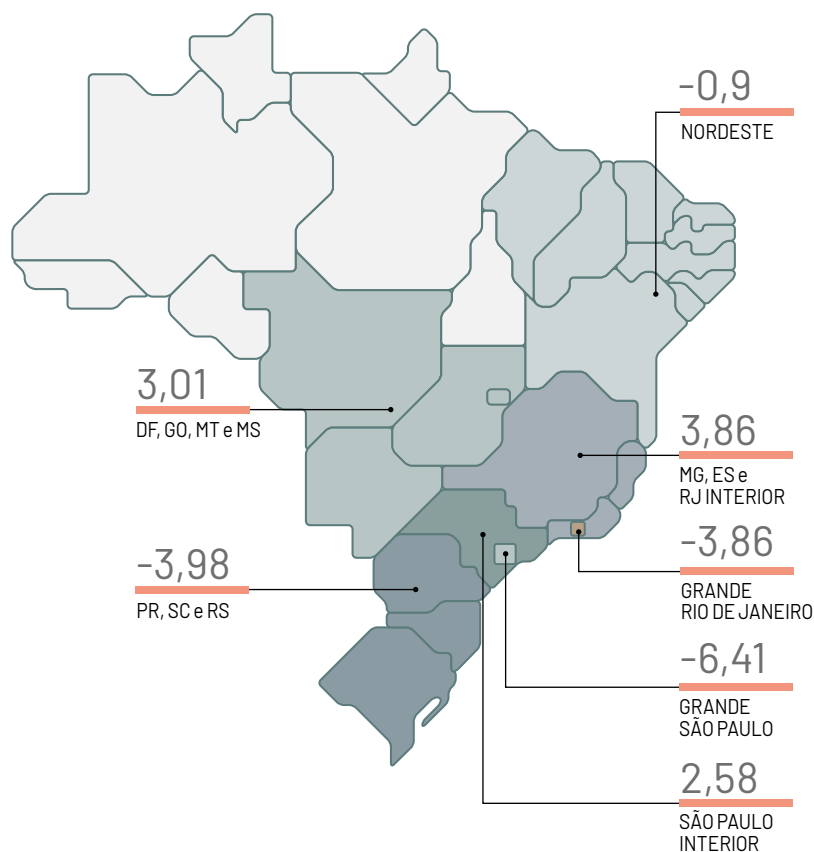 -0,9
NORDESTE
3,01
DF, GO, MT e MS
3,86
MG, ES e
RJ INTERIOR
-3,86
GRANDE
RIO DE JANEIRO
-3,98
PR, SC e RS
-6,41
GRANDE
SÃO PAULO
2,58
SÃO PAULO
INTERIOR